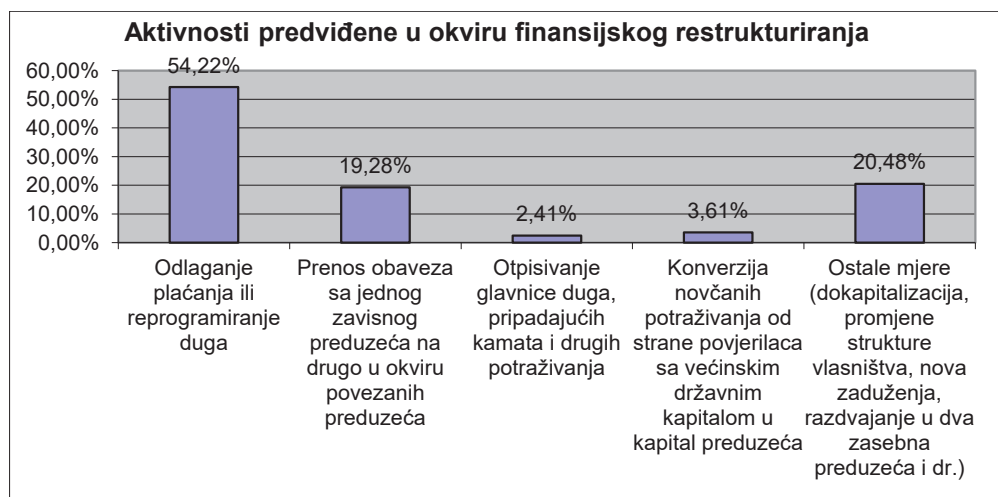 Aktivnosti predviđene u okviru finansijskog restrukturiranja
60,00%
50,00%
40,00%
30,00%
20,00%
10,00%
0,00%
54,22%
19,28%
2,41%
3,61%
20,48%
Odlaganje
plaćanja ili
reprogramiranje
duga
Prenos obaveza
sa jednog
zavisnog
preduzeća na
drugo u okviru
povezanih
preduzeća
Otpisivanje
glavnice duga,
pripadajućih
kamata i drugih
potraživanja
Konverzija
novčanih
potraživanja od
strane povjerilaca
sa većinskim
državnim
kapitalom u
kapital preduzeća
Ostale mjere
(dokapitalizacija,
promjene
strukture
vlasništva, nova
zaduženja,
razdvajanje u dva
zasebna
preduzeća i dr.)